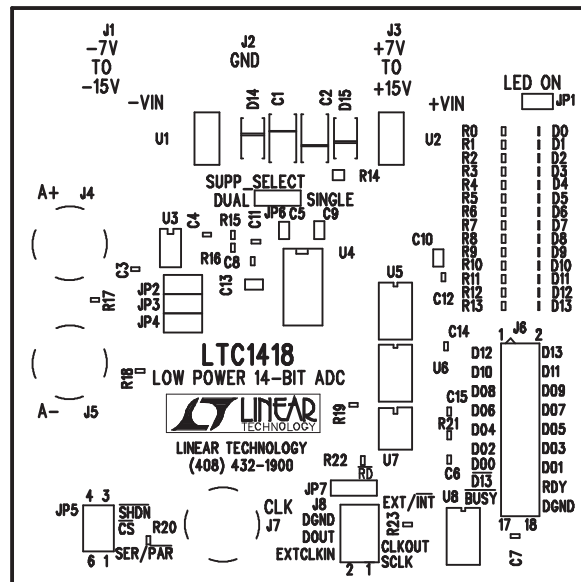 J1 J2 J3
-7V GND +7V
TO TO
-15V +15V
LED ON
-VIN D14 C1 C2 D15 +VIN JP1
U1 U2
R0 D0
R1 D1
R2 D2
R3 D3
R4 D4
R5 D5
R6 D6
R7 D7
R8 D8
R9 D9
R10 D10
R11 D11
R12 D12
R13 D13
R14
SUPP_SELECT
DUAL SINGLE
JP6
A+ J4
U3 C4 R15 C11 C5 C9
R16 C8 U4 C10
C3 C13 U5 C12
R17 JP2
JP3
JP4
C14 1 J6 2
LTC1418
LOW POWER 14-BIT ADC
R18 U6
D12 D13
D10 D11
D08 D09
D06 D07
D04 D05
D02 D03
D00 D01
D13 RDY
BUSY DGND
17 18
C15
R21
C6
A- J5
LT LINEAR
TECHNOLOGY
R19
LINEAR TECHNOLOGY
(408) 432-1900
U7
R22
RD
JP7
U8
C7
JP5 4 3
SHDN
CS
R20
6 1 SER/PAR
CLK
J7
J8 EXT/INT
DGND
DOUT R23
EXTCLKIN CLKOUT
SCLK
2 1